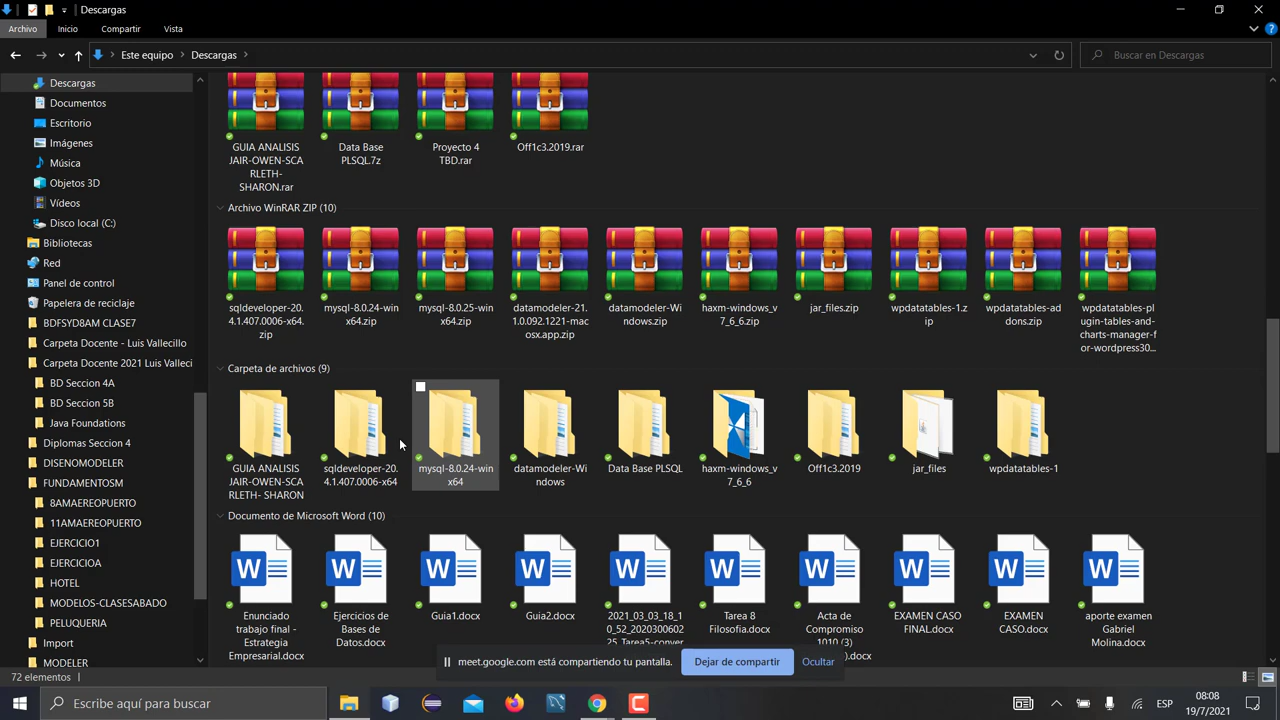 Descargas
Archivo Inicio Compartir Vista
Este equipo Descargas
Buscar en Descargas
Descargas
Documentos
Escritorio
Imágenes
Música
Objetos 3D
Vídeos
Disco local (C:)
Bibliotecas
Red
Panel de control
Papelera de reciclaje
BDFSYD8AM CLASE7
Carpeta Docente - Luis Vallecillo
Carpeta Docente 2021 Luis Valleci
BD Seccion 4A
BD Seccion 5B
Java Foundations
Diplomas Seccion 4
DISENOMODELER
FUNDAMENTOSM
8AMAEREOPUERTO
11AMAEREOPUERTO
EJERCICIO1
EJERCICIOA
HOTEL
MODELOS-CLASESABADO
PELUQUERIA
Import
MODELER
GUIA ANALISIS
JAIR-OWEN-SCA
RLETH-
SHARON.rar
Data Base
PLSQL.7z
Proyecto 4
TBD.rar
Off1c3.2019.rar
Archivo WinRAR ZIP (10)
sqldeveloper-20.
4.1.407.0006-x64.
zip
mysql-8.0.24-win
x64.zip
mysql-8.0.25-win
x64.zip
datamodeler-21.
1.0.092.1221-mac
osx.app.zip
datamodeler-Wi
ndows.zip
haxm-windows_v
7_6_6.zip
jar_files.zip
wpdatatables-1.z
ip
wpdatatables-ad
dons.zip
wpdatatables-pl
ugin-tables-and-
charts-manager-f
or-wordpress30...
Carpeta de archivos (9)
GUIA ANALISIS
JAIR-OWEN-SCA
RLETH- SHARON
sqldeveloper-20.
4.1.407.0006-x64
mysql-8.0.24-win
x64
datamodeler-Wi
ndows
Data Base PLSQL
haxm-windows_v
7_6_6
Off1c3.2019
jar_files
wpdatatables-1
Documento de Microsoft Word (10)
Enunciado
trabajo final -
Estrategia
Empresarial.docx
Ejercicios de
Bases de
Datos.docx
Guia1.docx
Guia2.docx
2021_03_03_18_1
0_52_2020300602
25_Tarea5-conver
Tarea 8
Filosofia.docx
Acta de
Compromiso
1010 (3)
).docx
EXAMEN CASO
FINAL.docx
EXAMEN
CASO.docx
aporte examen
Gabriel
Molina.docx
meet.google.com está compartiendo tu pantalla. Dejar de compartir Ocultar
72 elementos
Escribe aquí para buscar
ESP
08:08
19/7/2021